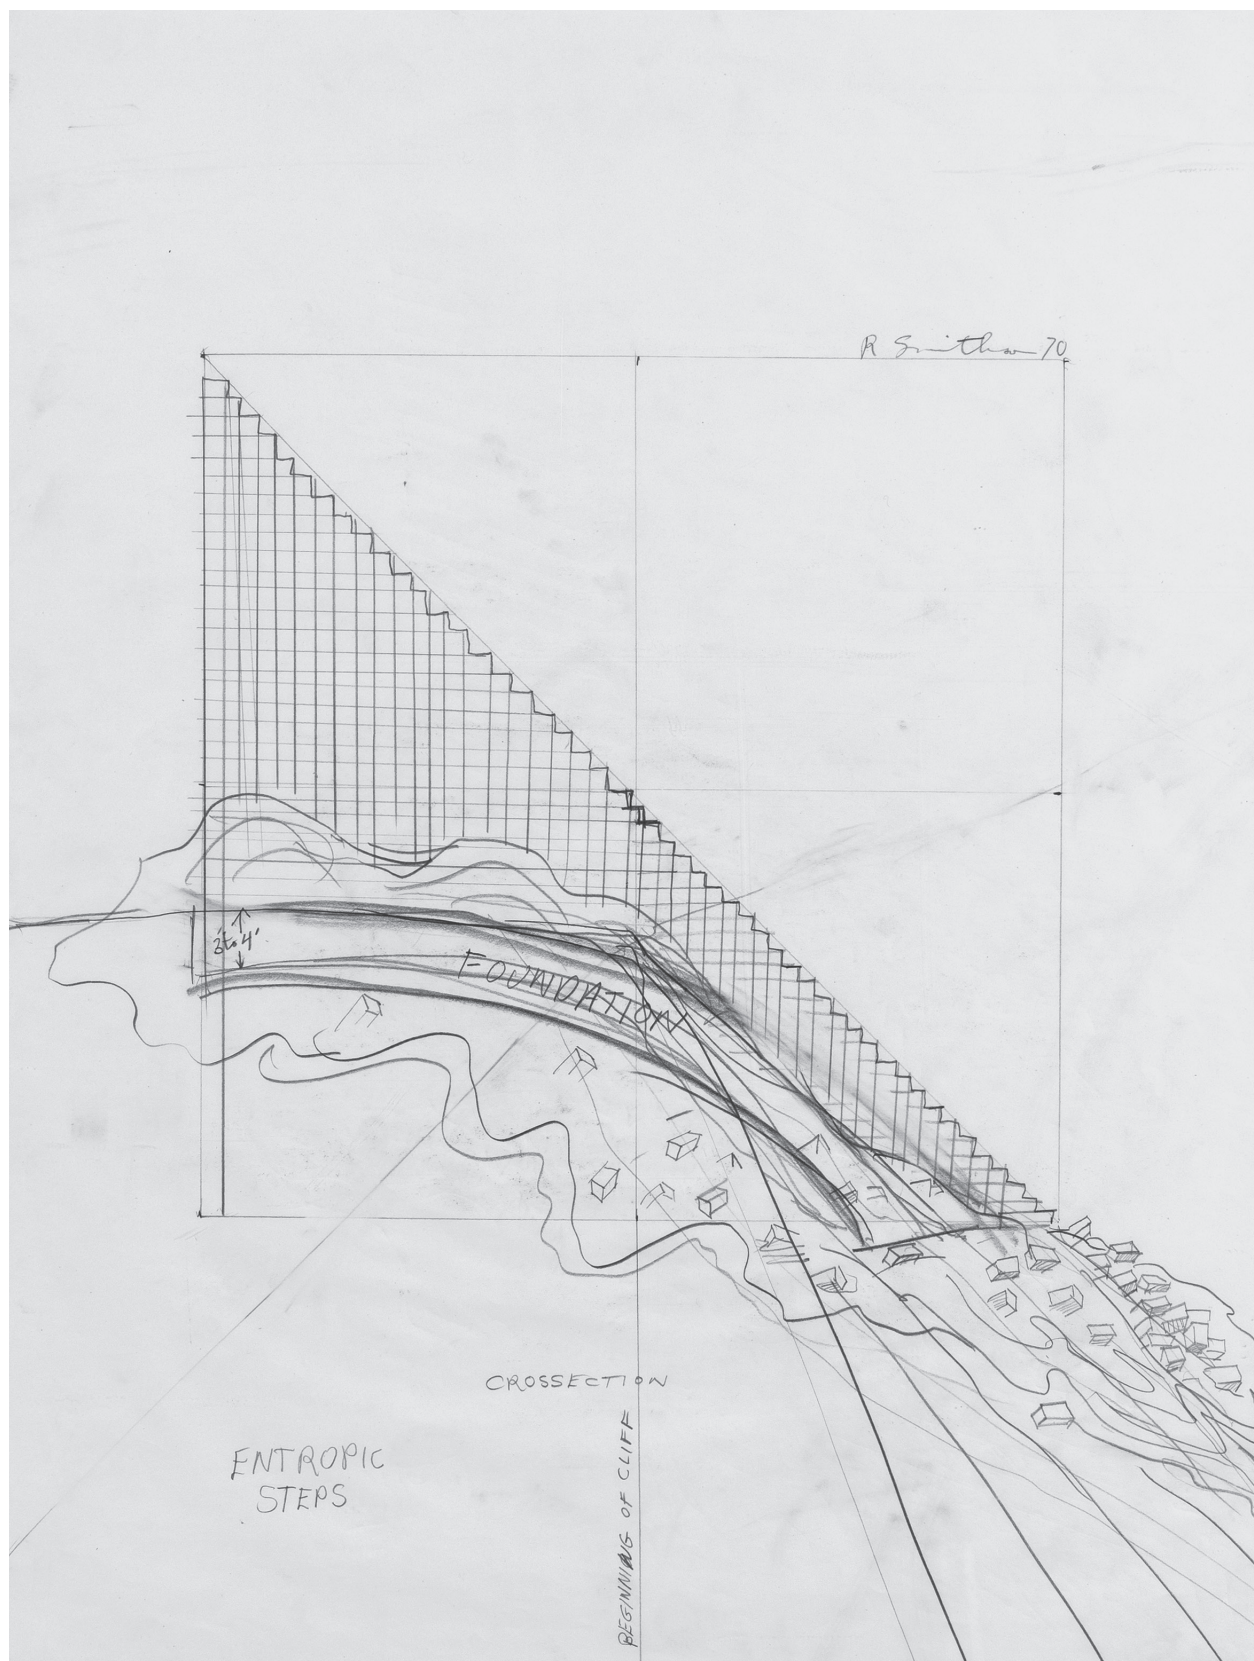 R Smithson 70
3' to 4'
FOUNDATION
CROSSECTION
ENTROPIC
STEPS
BEGINNING OF CLIFF